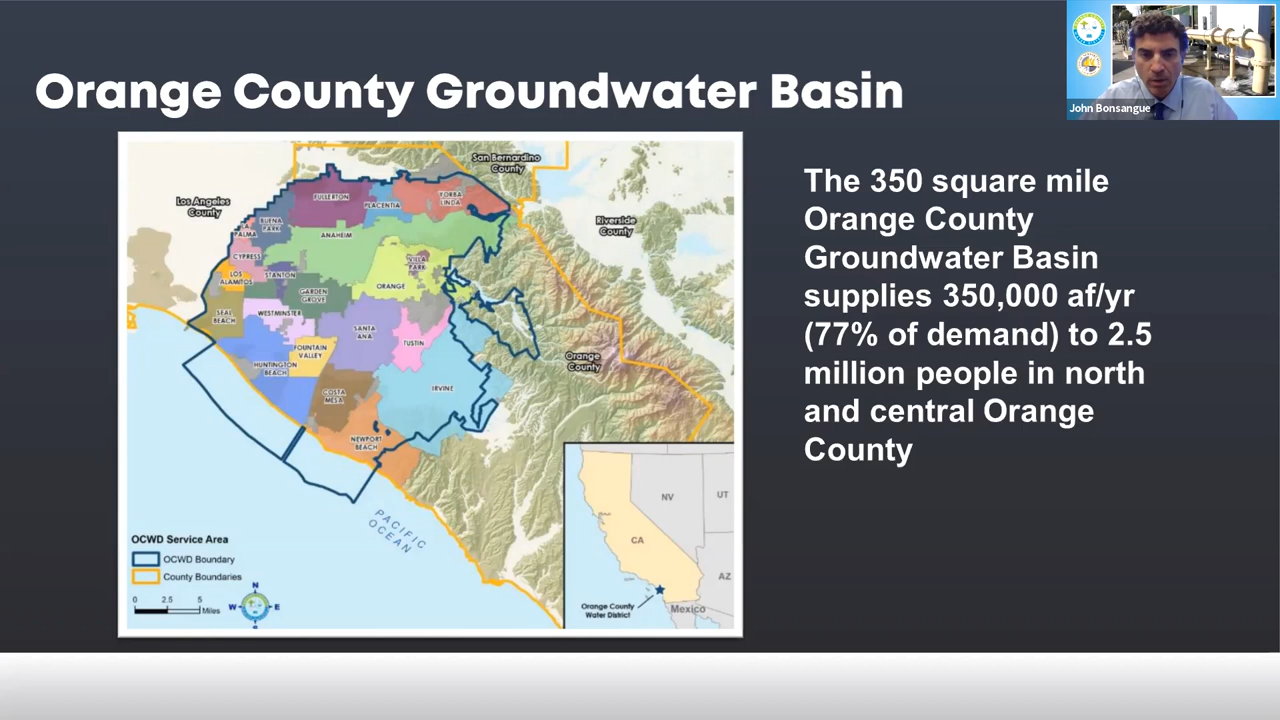 Orange County Groundwater Basin
John Bonsangue
The 350 square mile
Orange County
Groundwater Basin
supplies 350,000 af/yr
(77% of demand) to 2.5
million people in north
and central Orange
County
San Bernardino
County
Los Angeles
County
Riverside
County
FULLERTON
PLACENTIA
YORBA
LINDA
BUENA
PARK
LA
PALMA
ANAHEIM
CYPRESS
VILLA
PARK
LOS
ALAMITOS
STANTON
ORANGE
GARDEN
GROVE
SEAL
BEACH
WESTMINSTER
SANTA
ANA
TUSTIN
FOUNTAIN
VALLEY
Orange
County
HUNTINGTON
BEACH
IRVINE
COSTA
MESA
NEWPORT
BEACH
PACIFIC
OCEAN
OCWD Service Area
OCWD Boundary
County Boundaries
0 2.5 5
Miles
N
W E
S
NV
UT
CA
AZ
Orange County
Water District
Mexico